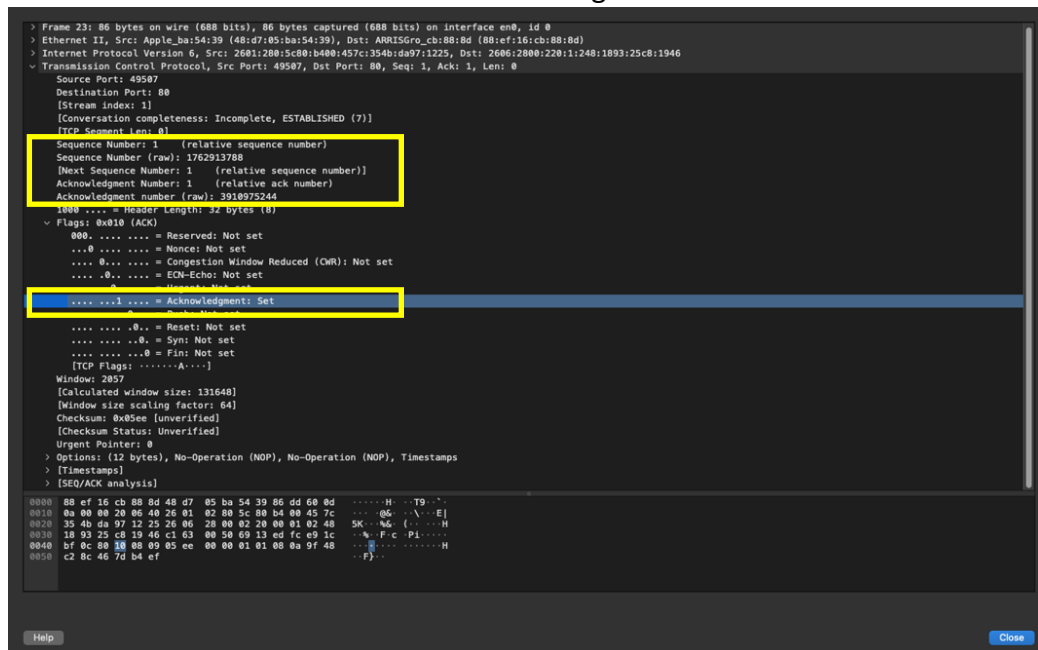 > Frame 23: 86 bytes on wire (688 bits), 86 bytes captured (688 bits) on interface en0, id 0
> Ethernet II, Src: Apple_ba:54:39 (48:d7:05:ba:54:39), Dst: ARRISGro_cb:88:8d (88:ef:16:cb:88:8d)
> Internet Protocol Version 6, Src: 2601:280:5c80:b400:457c:354b:da97:1225, Dst: 2606:2800:220:1:248:1893:25c8:1946
∨ Transmission Control Protocol, Src Port: 49507, Dst Port: 80, Seq: 1, Ack: 1, Len: 0
Source Port: 49507
Destination Port: 80
[Stream index: 1]
[Conversation completeness: Incomplete, ESTABLISHED (7)]
[TCP Segment Len: 0]
Sequence Number: 1    (relative sequence number)
Sequence Number (raw): 1762913788
[Next Sequence Number: 1    (relative sequence number)]
Acknowledgment Number: 1    (relative ack number)
Acknowledgment number (raw): 3910975244
1000 .... = Header Length: 32 bytes (8)
∨ Flags: 0x010 (ACK)
000. .... .... = Reserved: Not set
...0 .... .... = Nonce: Not set
.... 0... .... = Congestion Window Reduced (CWR): Not set
.... .0.. .... = ECN-Echo: Not set
.... ..0. .... = Urgent: Not set
.... ...1 .... = Acknowledgment: Set
.... .... 0... = Push: Not set
.... .... .0.. = Reset: Not set
.... .... ..0. = Syn: Not set
.... .... ...0 = Fin: Not set
[TCP Flags: ·······A····]
Window: 2057
[Calculated window size: 131648]
[Window size scaling factor: 64]
Checksum: 0x05ee [unverified]
[Checksum Status: Unverified]
Urgent Pointer: 0
> Options: (12 bytes), No-Operation (NOP), No-Operation (NOP), Timestamps
> [Timestamps]
> [SEQ/ACK analysis]
0000 88 ef 16 cb 88 8d 48 d7 05 ba 54 39 86 dd 60 0d ······H· ··T9··`·
0010 0a 00 00 20 06 40 26 01 02 80 5c 80 b4 00 45 7c ··· ·@&· ··\···E|
0020 35 4b da 97 12 25 26 06 28 00 02 20 00 01 02 48 5K···%&· (·· ···H
0030 18 93 25 c8 19 46 c1 63 00 50 69 13 ed fc e9 1c ··%··F·c ·Pi·····
0040 bf 0c 80 10 08 09 05 ee 00 00 01 01 08 0a 9f 48 ········ ·······H
0050 c2 8c 46 7d b4 ef ··F}··
Help
Close